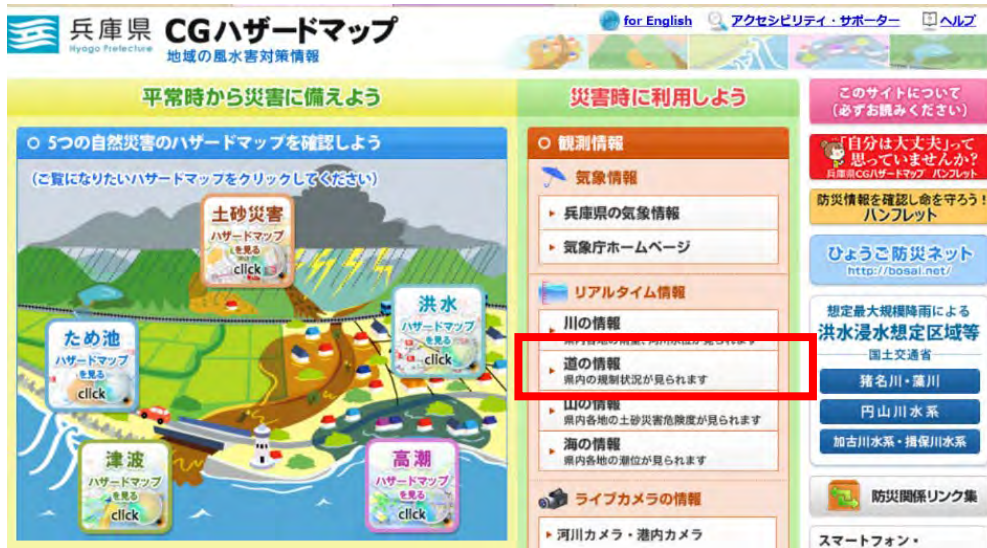 兵庫県
Hyogo Prefecture
CGハザードマップ
地域の風水害対策情報
for English
アクセシビリティ・サポーター
ヘルプ
平常時から災害に備えよう
5つの自然災害のハザードマップを確認しよう
(ご覧になりたいハザードマップをクリックしてください)
土砂災害
ハザードマップ
を見る
click
洪水
ハザードマップ
を見る
click
ため池
ハザードマップ
を見る
click
津波
ハザードマップ
を見る
click
高潮
ハザードマップ
を見る
click
災害時に利用しよう
観測情報
気象情報
兵庫県の気象情報
気象庁ホームページ
リアルタイム情報
川の情報
県内各地の雨量、河川水位が見られます
道の情報
県内の規制状況が見られます
山の情報
県内各地の土砂災害危険度が見られます
海の情報
県内各地の潮位が見られます
ライブカメラの情報
河川カメラ・港内カメラ
このサイトについて
(必ずお読みください)
「自分は大丈夫」って
思っていませんか?
兵庫県CGハザードマップ パンフレット
防災情報を確認し命を守ろう!
パンフレット
ひょうご防災ネット
http://bosai.net/
想定最大規模降雨による
洪水浸水想定区域等
国土交通省
猪名川・藻川
円山川水系
加古川水系・揖保川水系
防災関係リンク集
スマートフォン・